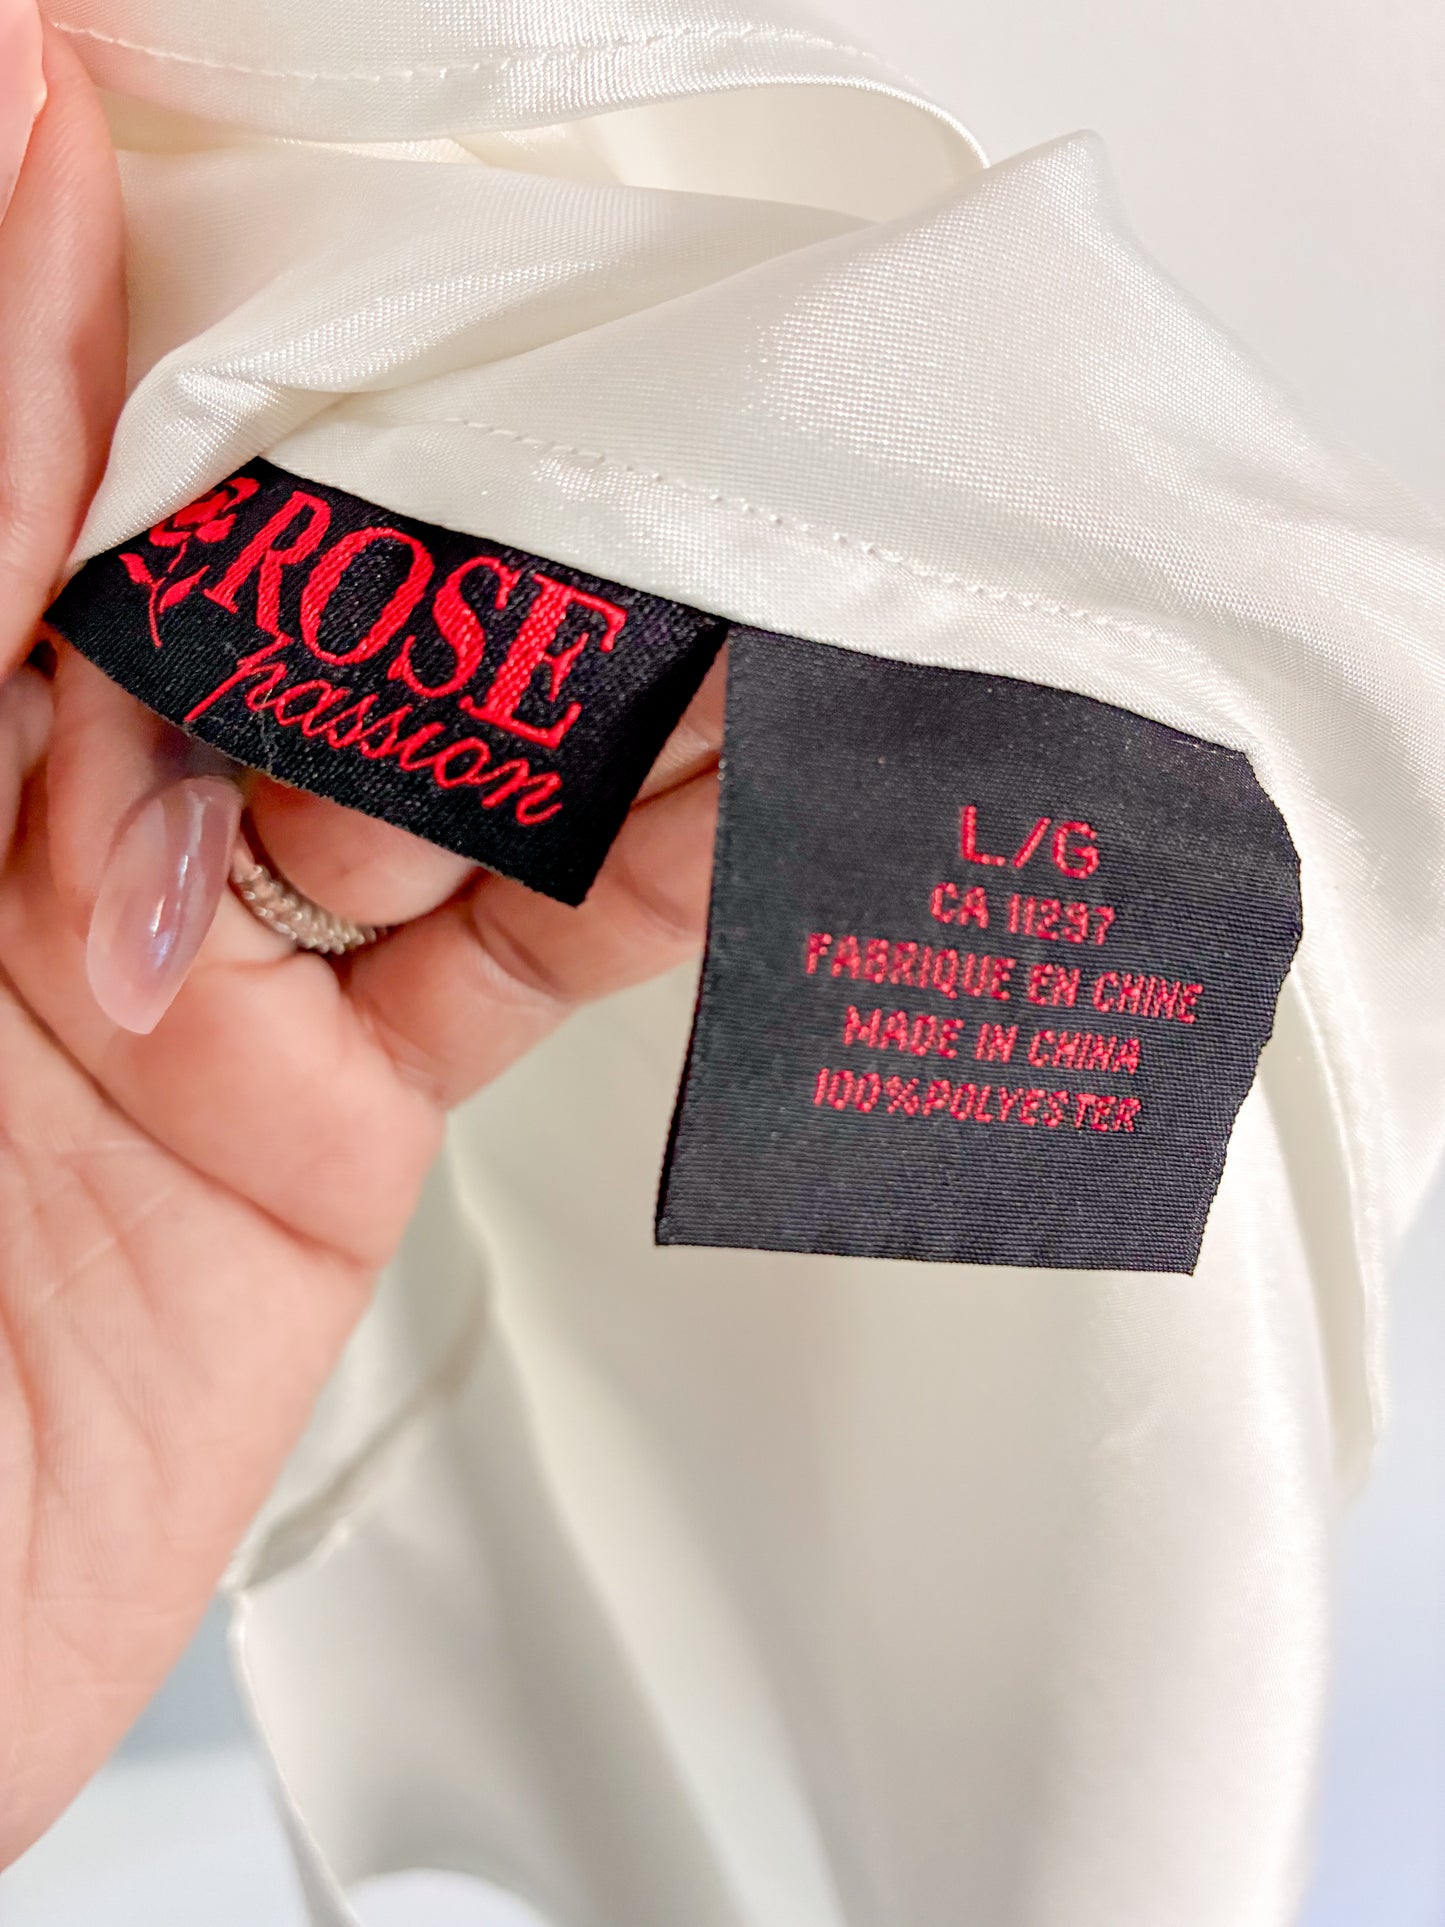 ROSE
passion
L/G
CA 11297
FABRIQUE EN CHINE
MADE IN CHINA
100%POLYESTER